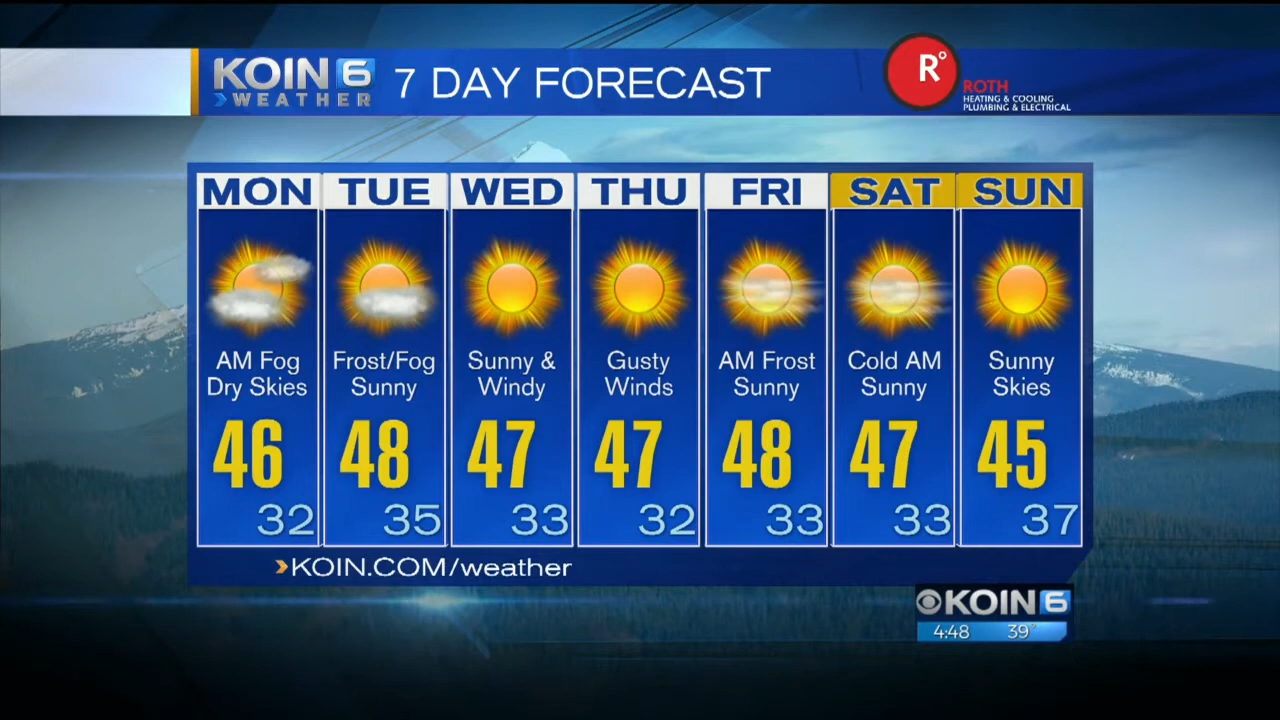 KOIN 6
WEATHER
7 DAY FORECAST
R°
ROTH
HEATING & COOLING
PLUMBING & ELECTRICAL
MON TUE WED THU FRI SAT SUN
AM Fog Frost/Fog Sunny & Gusty AM Frost Cold AM Sunny
Dry Skies Sunny Windy Winds Sunny Sunny Skies
46 48 47 47 48 47 45
32 35 33 32 33 33 37
KOIN.COM/weather
KOIN 6
4:48 39°